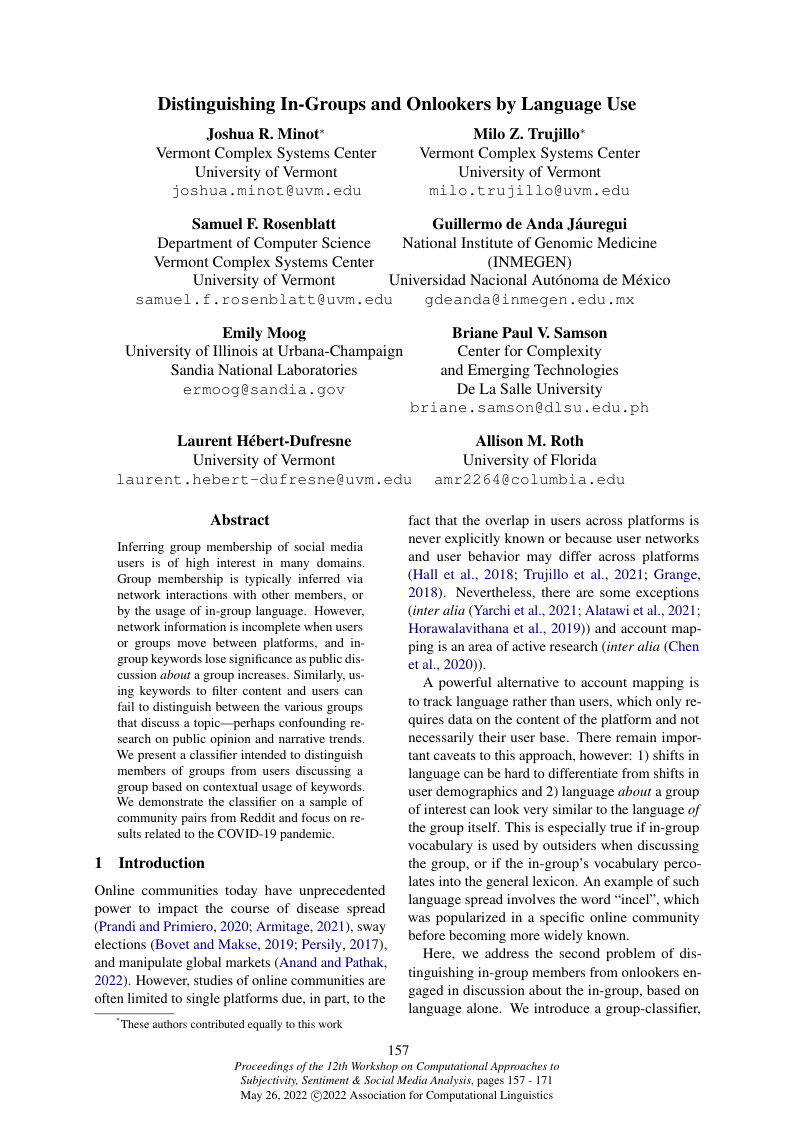 Distinguishing In-Groups and Onlookers by Language Use
Joshua R. Minot*
Vermont Complex Systems Center
University of Vermont
joshua.minot@uvm.edu
Milo Z. Trujillo*
Vermont Complex Systems Center
University of Vermont
milo.trujillo@uvm.edu
Samuel F. Rosenblatt
Department of Computer Science
Vermont Complex Systems Center
University of Vermont
samuel.f.rosenblatt@uvm.edu
Guillermo de Anda Jáuregui
National Institute of Genomic Medicine
(INMEGEN)
Universidad Nacional Autónoma de México
gdeanda@inmegen.edu.mx
Emily Moog
University of Illinois at Urbana-Champaign
Sandia National Laboratories
ermoog@sandia.gov
Briane Paul V. Samson
Center for Complexity
and Emerging Technologies
De La Salle University
briane.samson@dlsu.edu.ph
Laurent Hébert-Dufresne
University of Vermont
laurent.hebert-dufresne@uvm.edu
Allison M. Roth
University of Florida
amr2264@columbia.edu
Abstract
Inferring group membership of social media
users is of high interest in many domains.
Group membership is typically inferred via
network interactions with other members, or
by the usage of in-group language. However,
network information is incomplete when users
or groups move between platforms, and in-
group keywords lose significance as public dis-
cussion about a group increases. Similarly, us-
ing keywords to filter content and users can
fail to distinguish between the various groups
that discuss a topic—perhaps confounding re-
search on public opinion and narrative trends.
We present a classifier intended to distinguish
members of groups from users discussing a
group based on contextual usage of keywords.
We demonstrate the classifier on a sample of
community pairs from Reddit and focus on re-
sults related to the COVID-19 pandemic.
1 Introduction
Online communities today have unprecedented
power to impact the course of disease spread
(Prandi and Primiero, 2020; Armitage, 2021), sway
elections (Bovet and Makse, 2019; Persily, 2017),
and manipulate global markets (Anand and Pathak,
2022). However, studies of online communities are
often limited to single platforms due, in part, to the
*These authors contributed equally to this work
fact that the overlap in users across platforms is
never explicitly known or because user networks
and user behavior may differ across platforms
(Hall et al., 2018; Trujillo et al., 2021; Grange,
2018). Nevertheless, there are some exceptions
(inter alia (Yarchi et al., 2021; Alatawi et al., 2021;
Horawalavithana et al., 2019)) and account map-
ping is an area of active research (inter alia (Chen
et al., 2020)).
A powerful alternative to account mapping is
to track language rather than users, which only re-
quires data on the content of the platform and not
necessarily their user base. There remain impor-
tant caveats to this approach, however: 1) shifts in
language can be hard to differentiate from shifts in
user demographics and 2) language about a group
of interest can look very similar to the language of
the group itself. This is especially true if in-group
vocabulary is used by outsiders when discussing
the group, or if the in-group's vocabulary perco-
lates into the general lexicon. An example of such
language spread involves the word “incel”, which
was popularized in a specific online community
before becoming more widely known.
Here, we address the second problem of dis-
tinguishing in-group members from onlookers en-
gaged in discussion about the in-group, based on
language alone. We introduce a group-classifier,
157
Proceedings of the 12th Workshop on Computational Approaches to
Subjectivity, Sentiment & Social Media Analysis, pages 157 - 171
May 26, 2022 ©2022 Association for Computational Linguistics